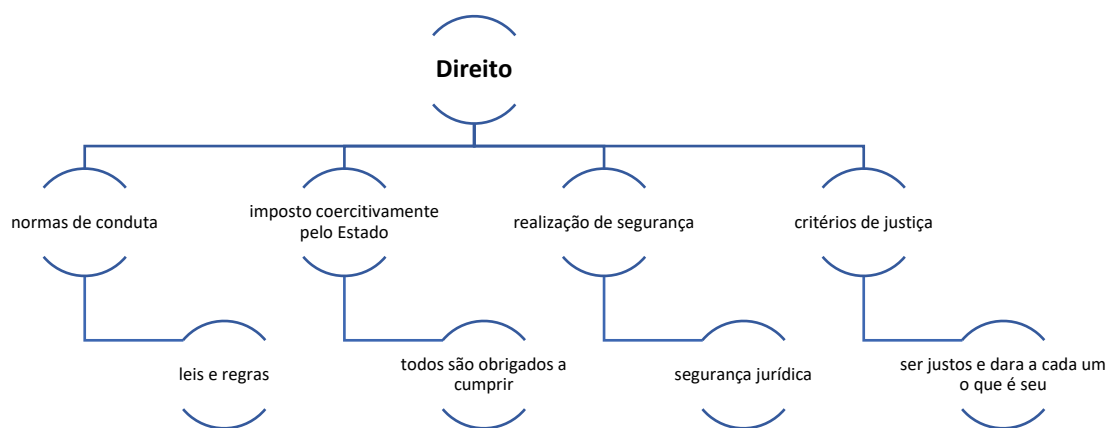 Direito
normas de conduta
imposto coercitivamente
pelo Estado
realização de segurança
critérios de justiça
leis e regras
todos são obrigados a
cumprir
segurança jurídica
ser justos e dara a cada um
o que é seu